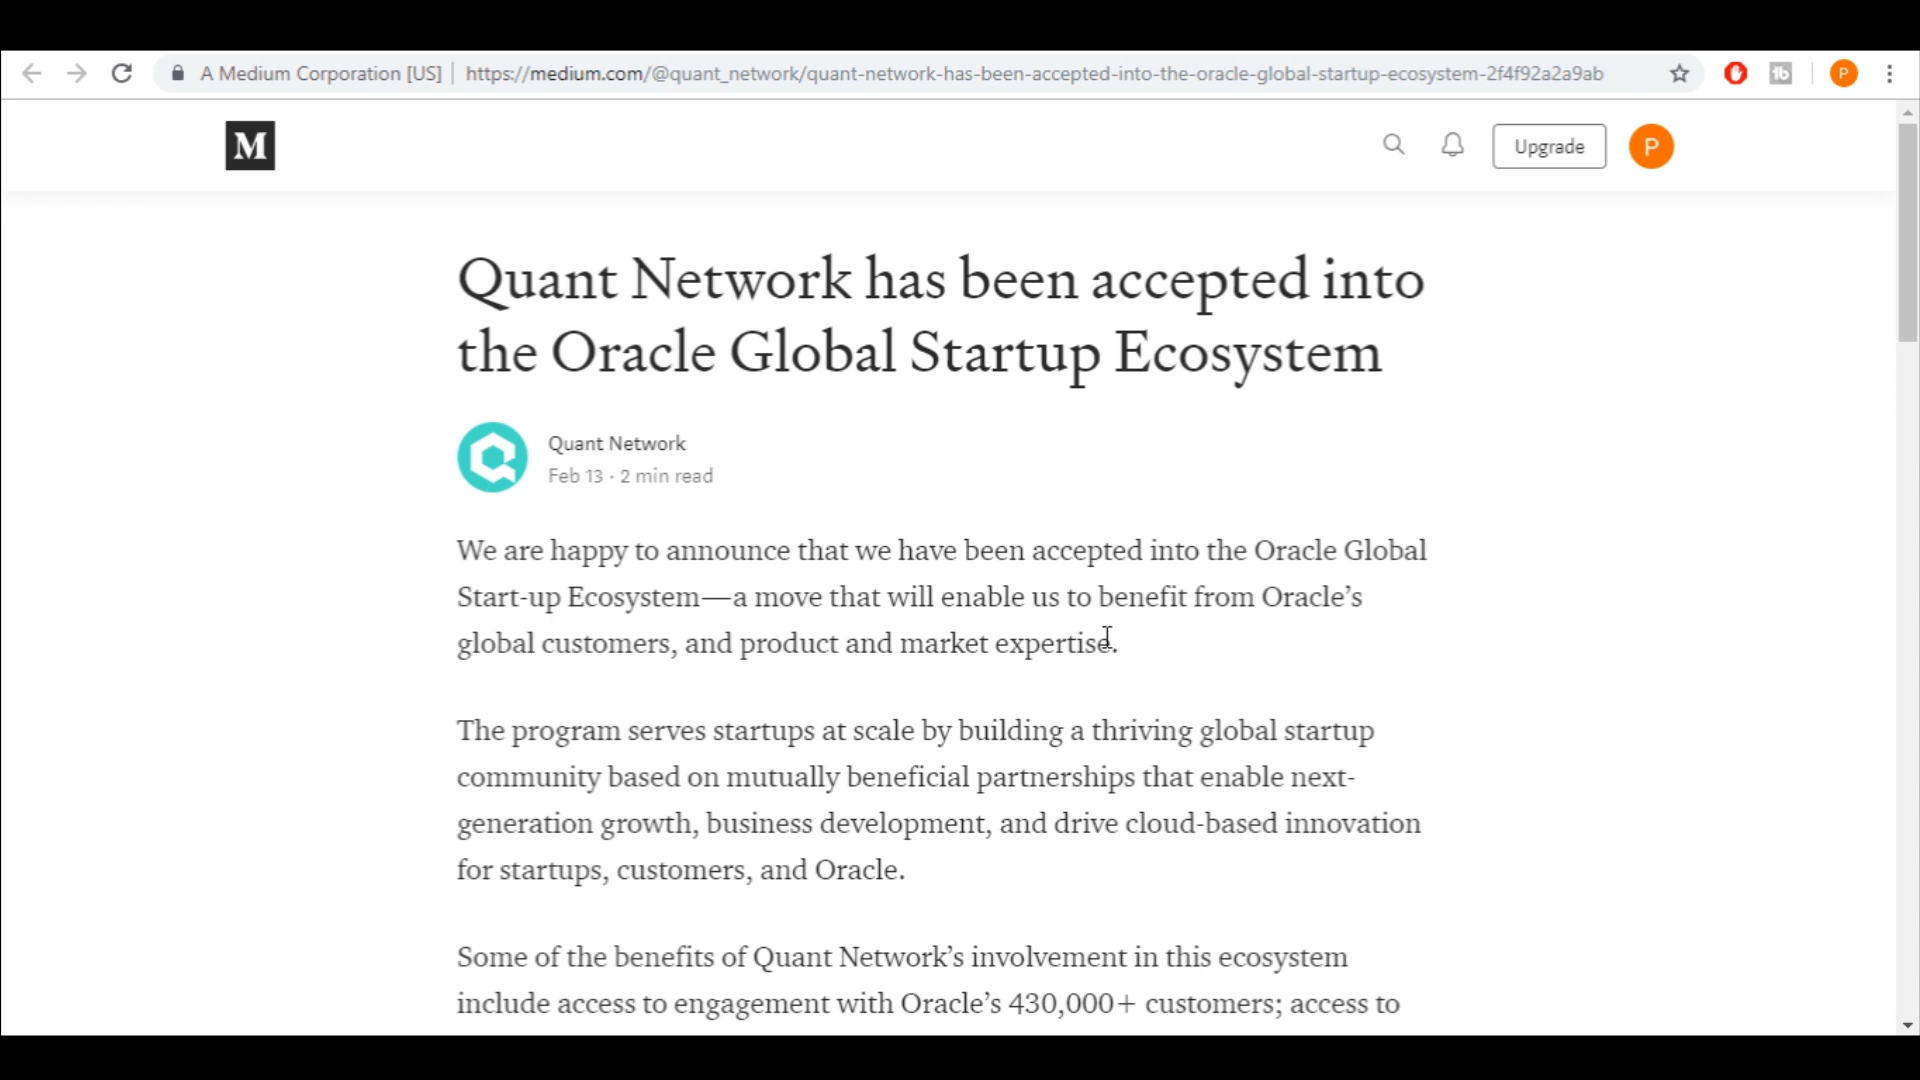 A Medium Corporation [US] | https://medium.com/@quant_network/quant-network-has-been-accepted-into-the-oracle-global-startup-ecosystem-2f4f92a2a9ab
P
M
Upgrade
P
Quant Network has been accepted into
the Oracle Global Startup Ecosystem
Quant Network
Feb 13 · 2 min read
We are happy to announce that we have been accepted into the Oracle Global
Start-up Ecosystem—a move that will enable us to benefit from Oracle’s
global customers, and product and market expertise.
The program serves startups at scale by building a thriving global startup
community based on mutually beneficial partnerships that enable next-
generation growth, business development, and drive cloud-based innovation
for startups, customers, and Oracle.
Some of the benefits of Quant Network’s involvement in this ecosystem
include access to engagement with Oracle’s 430,000+ customers; access to